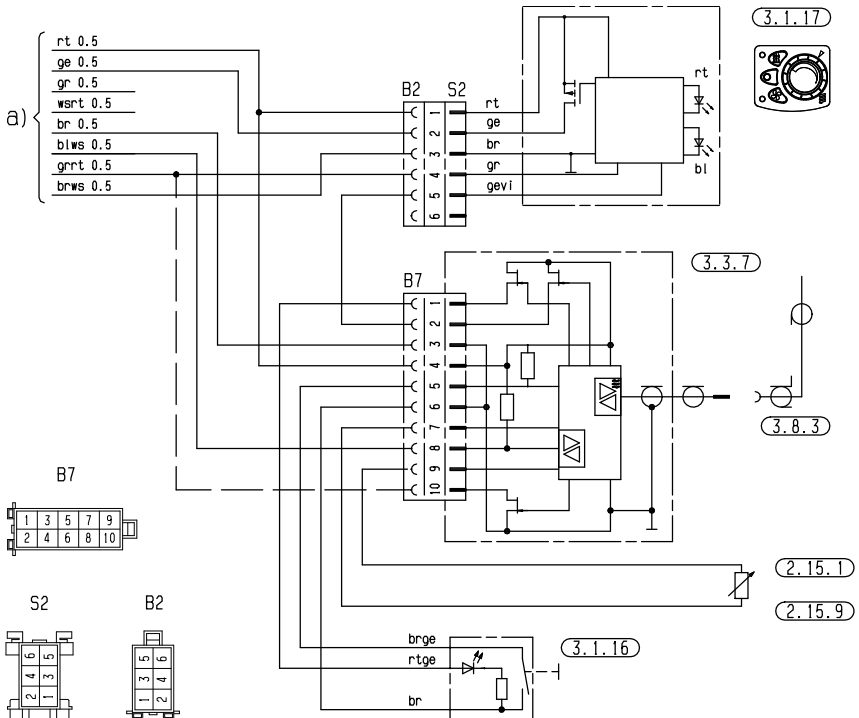 3.1.17
rt 0.5
ge 0.5
gr 0.5
wsrt 0.5
br 0.5
blws 0.5
grrt 0.5
brws 0.5
a)
B2 S2
1 rt
2 ge
3 br
4 gr
5 gevi
6
rt
bl
3.3.7
B7
1
2
3
4
5
6
7
8
9
10
3.8.3
B7
1 3 5 7 9
2 4 6 8 10
2.15.1
2.15.9
S2
6 5
4 3
2 1
B2
5 6
3 4
1 2
brge
rtge
br
3.1.16